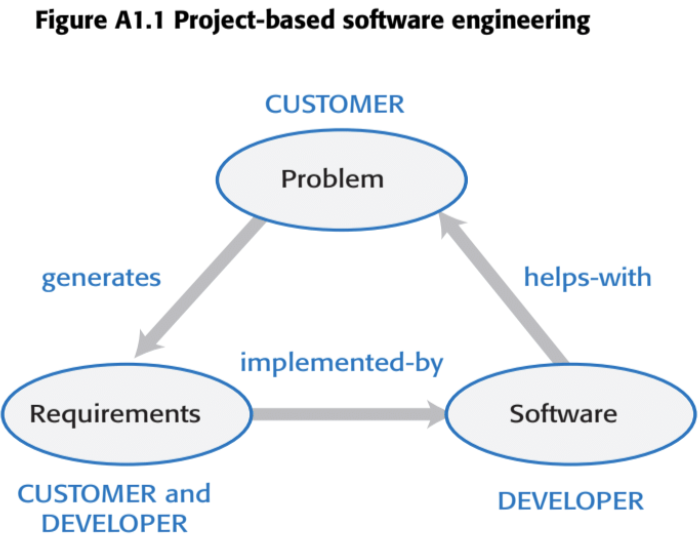 Figure A1.1 Project-based software engineering
CUSTOMER
Problem
generates
helps-with
implemented-by
Requirements
Software
CUSTOMER and
DEVELOPER
DEVELOPER